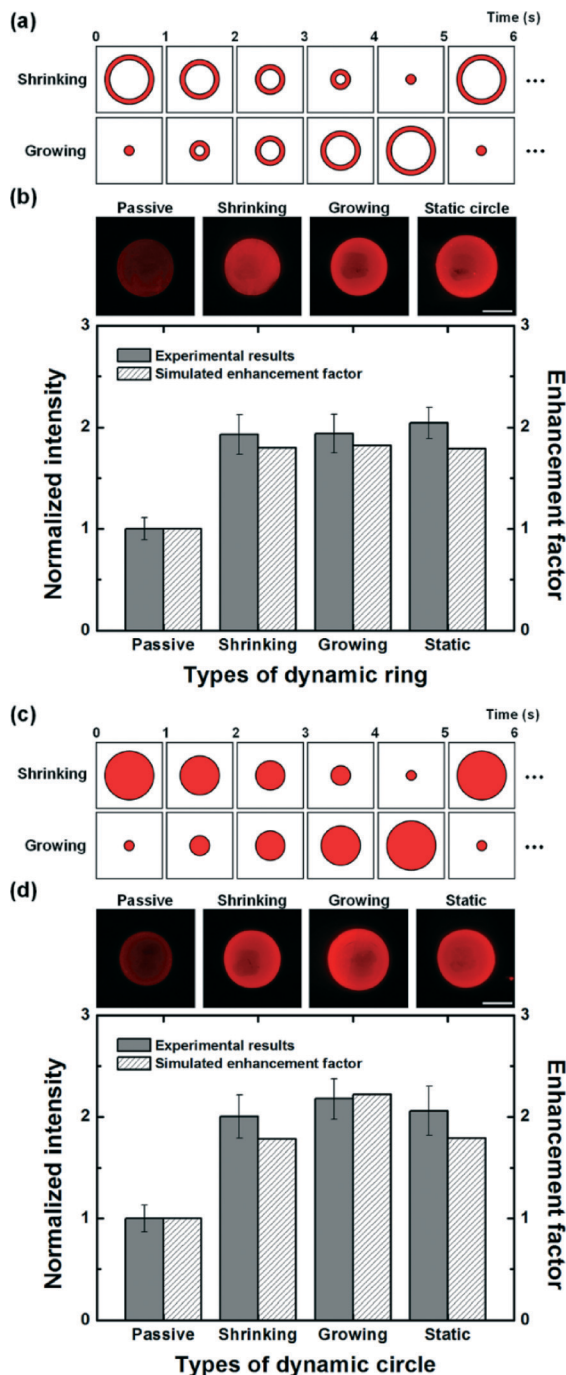 (a)
Time (s)
0 1 2 3 4 5 6
Shrinking
•••
Growing
•••
(b)
Passive Shrinking Growing Static circle
3 3
Experimental results
Simulated enhancement factor
2 2
1 1
0 0
Normalized intensity
Enhancement factor
Passive Shrinking Growing Static
Types of dynamic ring
(c)
Time (s)
0 1 2 3 4 5 6
Shrinking
•••
Growing
•••
(d)
Passive Shrinking Growing Static
3 3
Experimental results
Simulated enhancement factor
2 2
1 1
0 0
Normalized intensity
Enhancement factor
Passive Shrinking Growing Static
Types of dynamic circle